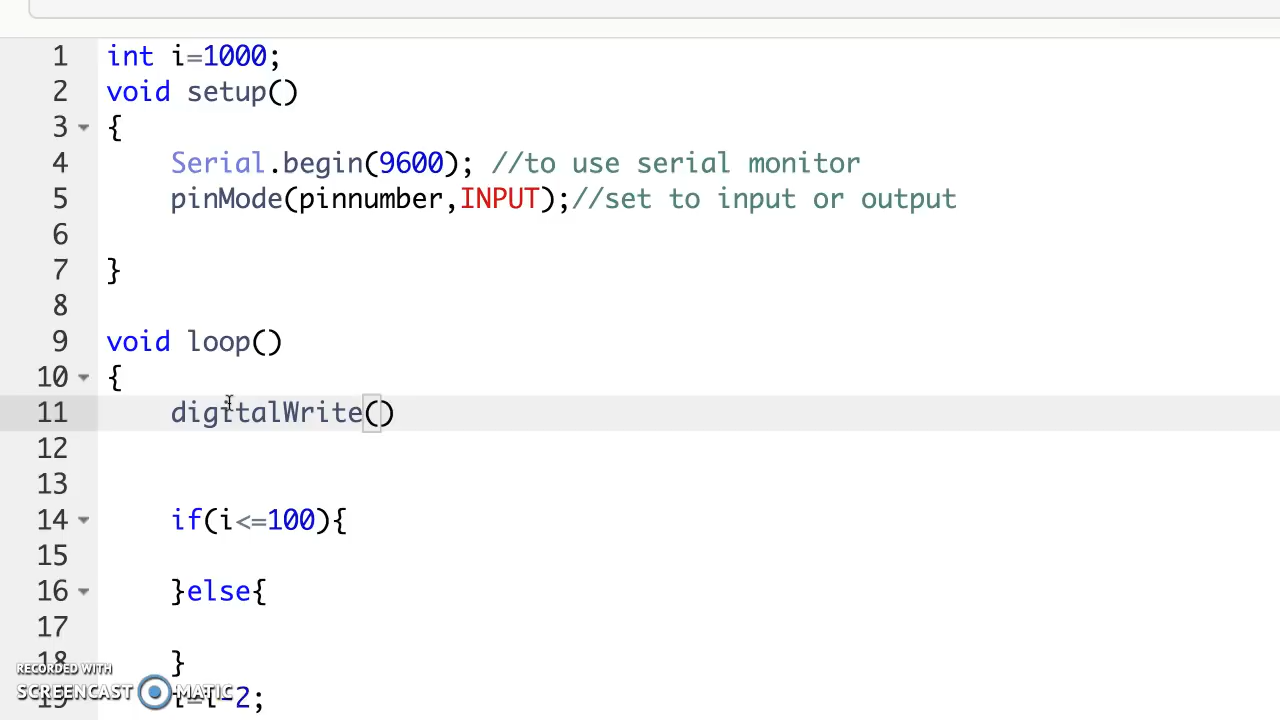 1 int i=1000;
2 void setup()
3 {
4 Serial.begin(9600); //to use serial monitor
5 pinMode(pinnumber,INPUT);//set to input or output
6
7 }
8
9 void loop()
10 {
11 digitalWrite()
12
13
14 if(i<=100){
15
16 }else{
17
18 }
RECORDED WITH
SCREENCAST MATIC
19 i=i-2;